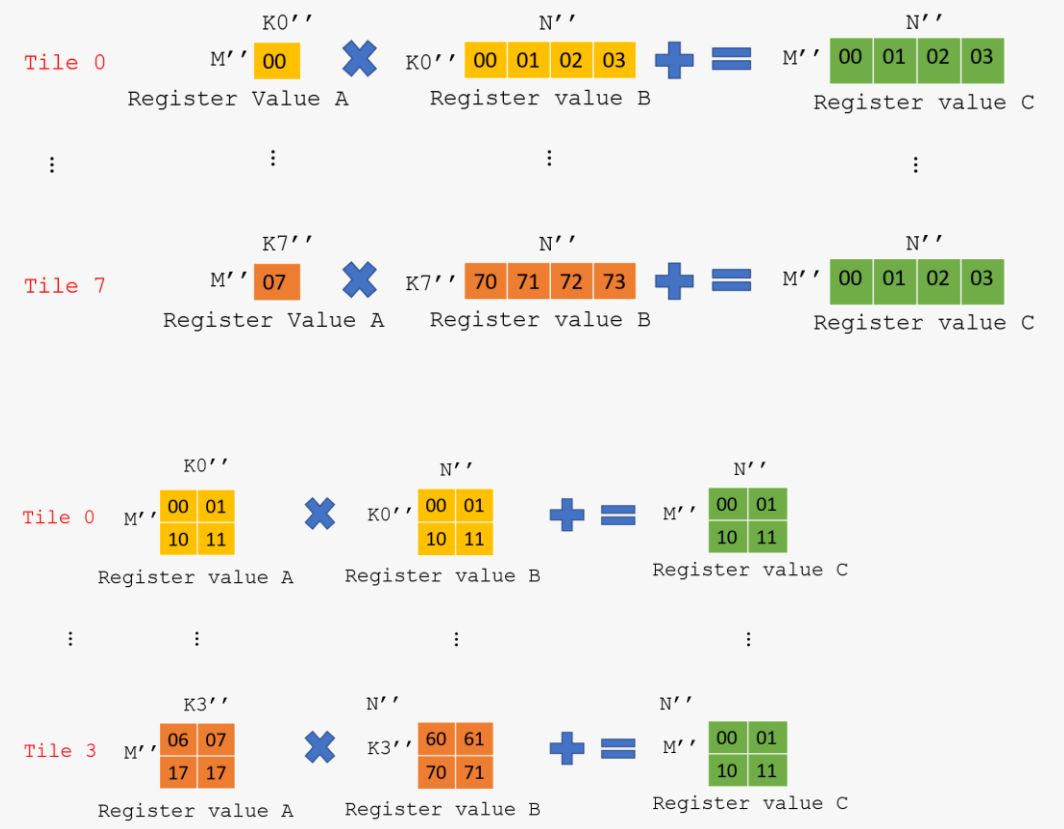 K0’’ N’’ N’’
Tile 0 M’’ 00 K0’’ 00 01 02 03 M’’ 00 01 02 03
Register Value A Register value B Register value C
K7’’ N’’ N’’
Tile 7 M’’ 07 K7’’ 70 71 72 73 M’’ 00 01 02 03
Register Value A Register value B Register value C
K0’’ N’’ N’’
Tile 0 M’’ 00 01 K0’’ 00 01 M’’ 00 01
10 11 10 11 10 11
Register value A Register value B Register value C
K3’’ N’’ N’’
Tile 3 M’’ 06 07 K3’’ 60 61 M’’ 00 01
17 17 70 71 10 11
Register value A Register value B Register value C